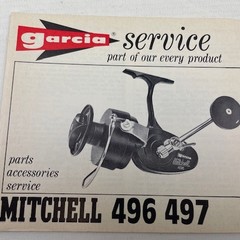 garcia service
part of our every product
parts
accessories
service
MITCHELL 496 497